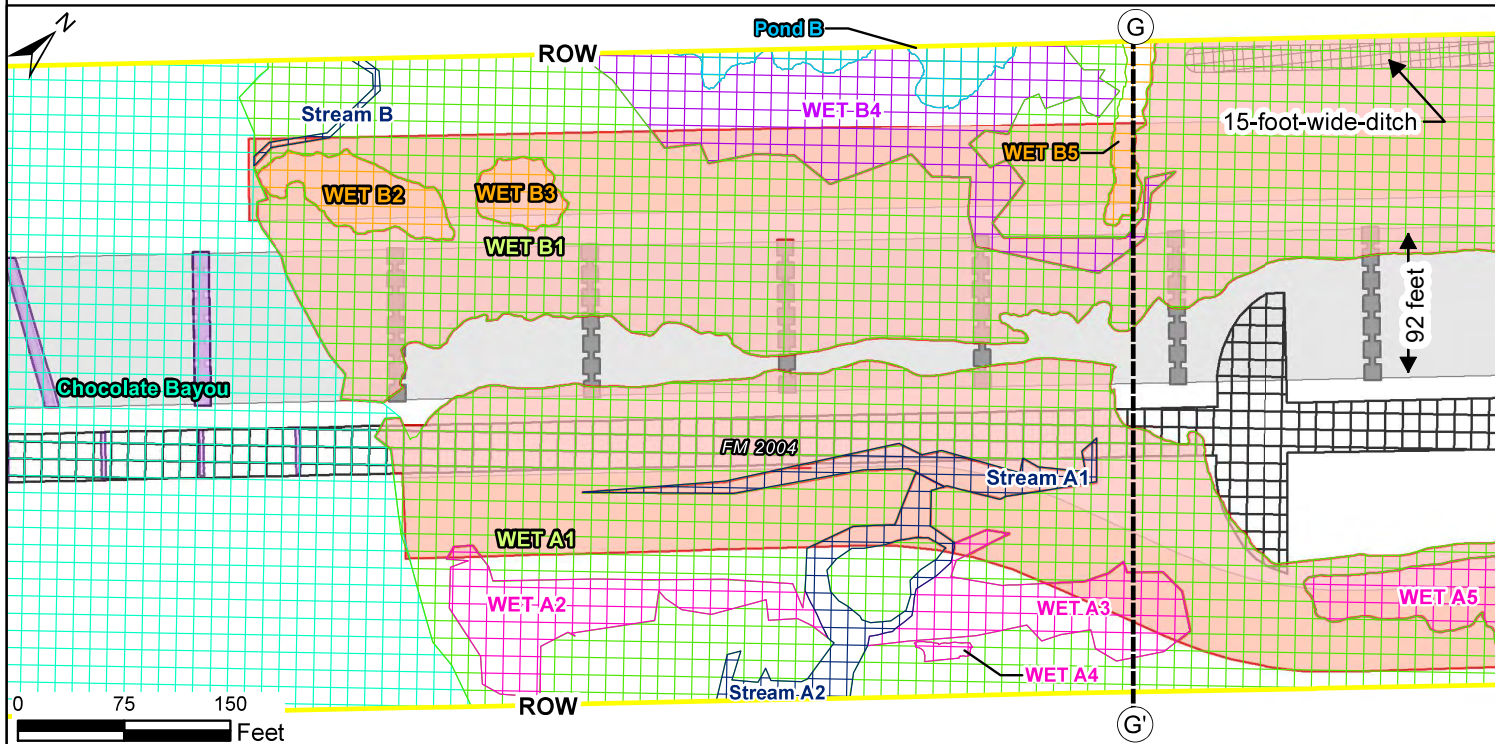 N
Pond B
G
ROW
Stream B
WET B4
15-foot-wide-ditch
WET B5
WET B2
WET B3
WET B1
92 feet
Chocolate Bayou
FM 2004
Stream A1
WET A1
WET A2
WET A3
WET A5
WET A4
Stream A2
ROW
0 75 150
Feet
G'